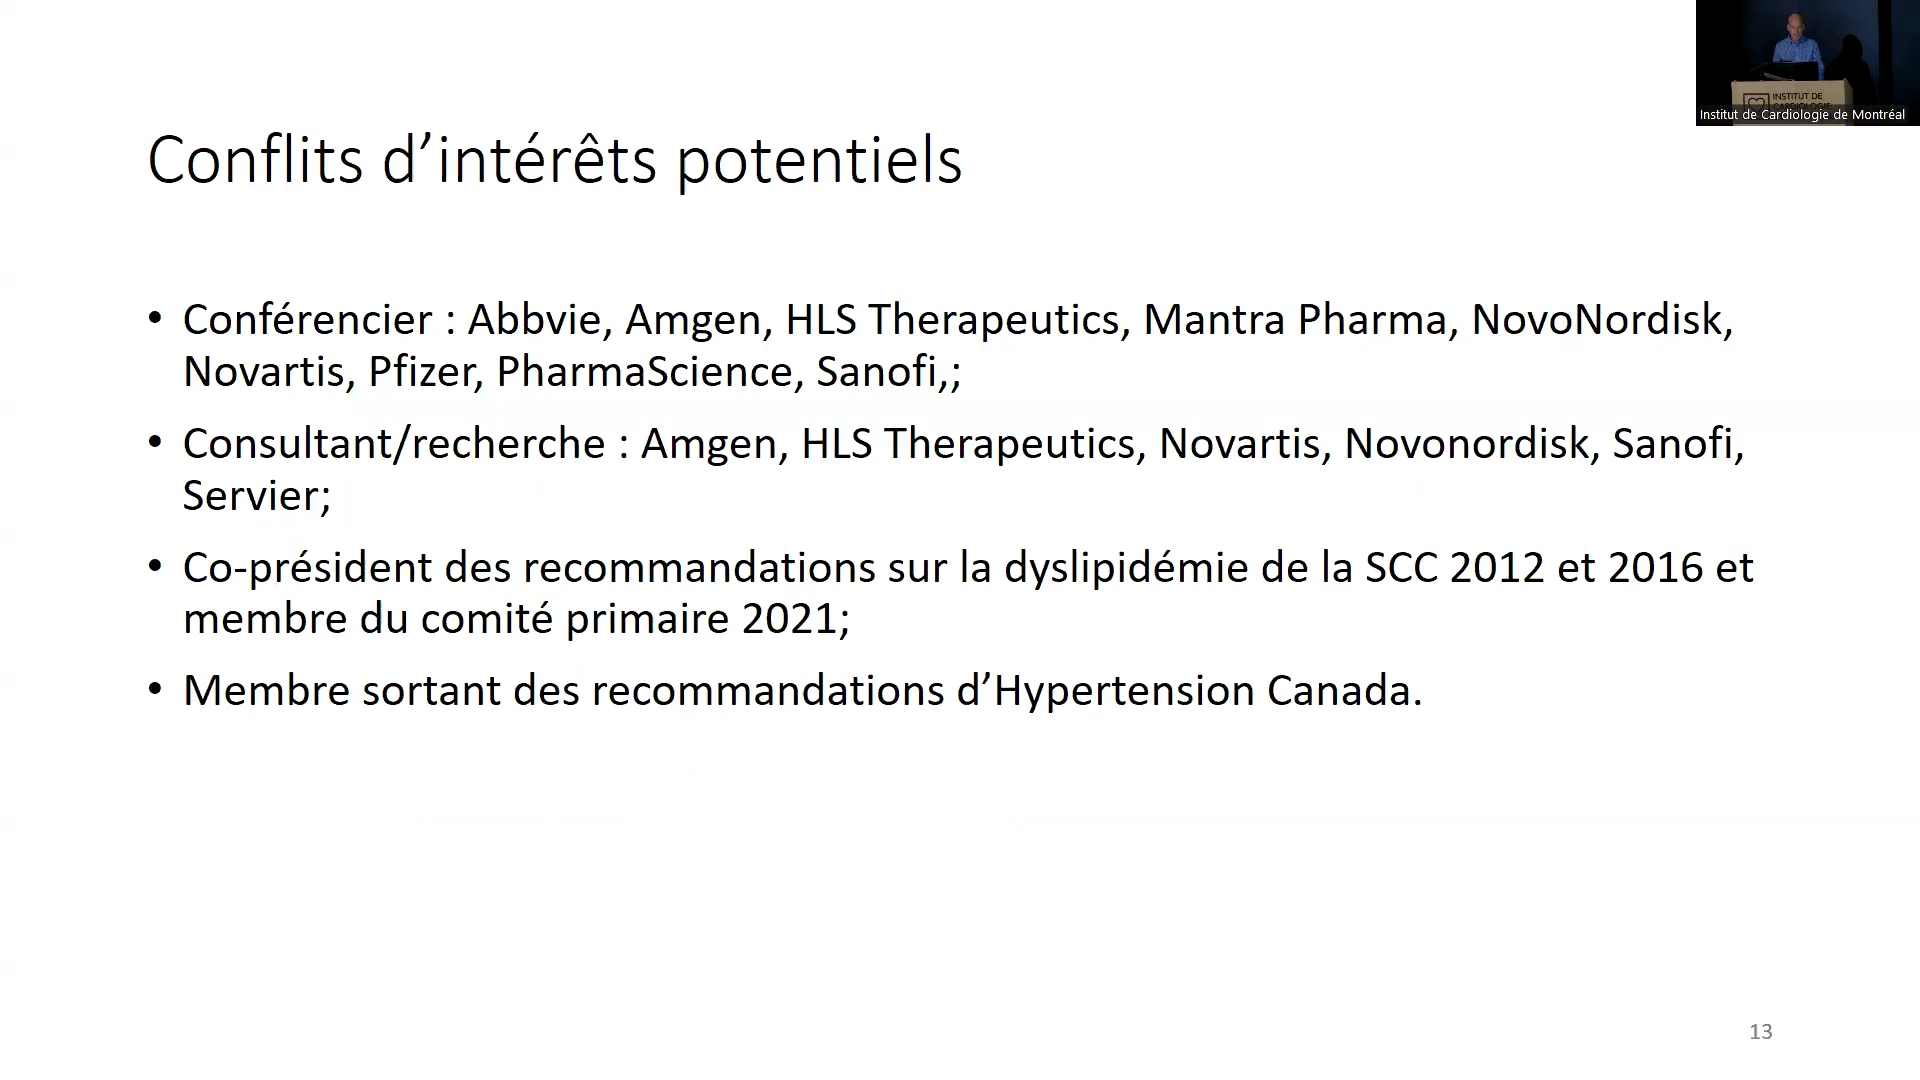 INSTITUT DE
CARDIOLOGIE
Institut de Cardiologie de Montréal
Conflits d’intérêts potentiels
• Conférencier : Abbvie, Amgen, HLS Therapeutics, Mantra Pharma, NovoNordisk,
Novartis, Pfizer, PharmaScience, Sanofi,;
• Consultant/recherche : Amgen, HLS Therapeutics, Novartis, Novonordisk, Sanofi,
Servier;
• Co-président des recommandations sur la dyslipidémie de la SCC 2012 et 2016 et
membre du comité primaire 2021;
• Membre sortant des recommandations d’Hypertension Canada.
13